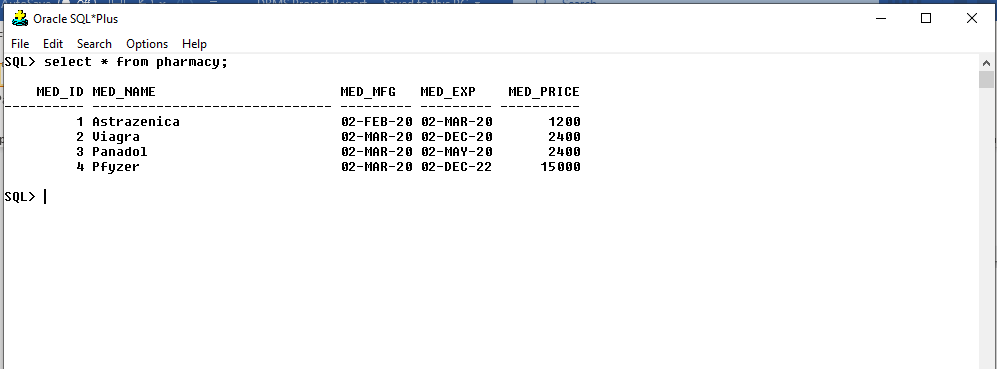 Oracle SQL*Plus
File Edit Search Options Help
SQL> select * from pharmacy;
MED_ID MED_NAME MED_MFG MED_EXP MED_PRICE
---------- ------------------------------ --------- --------- ----------
1 Astrazenica 02-FEB-20 02-MAR-20 1200
2 Viagra 02-MAR-20 02-DEC-20 2400
3 Panadol 02-MAR-20 02-MAY-20 2400
4 Pfyzer 02-MAR-20 02-DEC-22 15000
SQL>